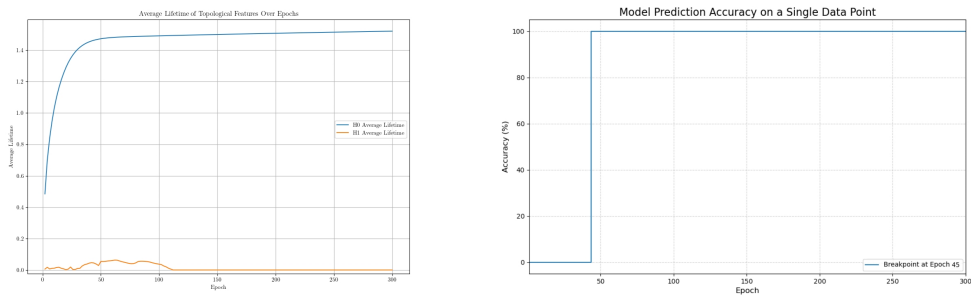 Average Lifetime of Topological Features Over Epochs
Average Lifetime
1.4
1.2
1.0
0.8
0.6
0.4
0.2
0.0
H0 Average Lifetime
H1 Average Lifetime
0 50 100 150 200 250 300
Epoch
Model Prediction Accuracy on a Single Data Point
Accuracy (%)
100
80
60
40
20
0
Breakpoint at Epoch 45
50 100 150 200 250 300
Epoch